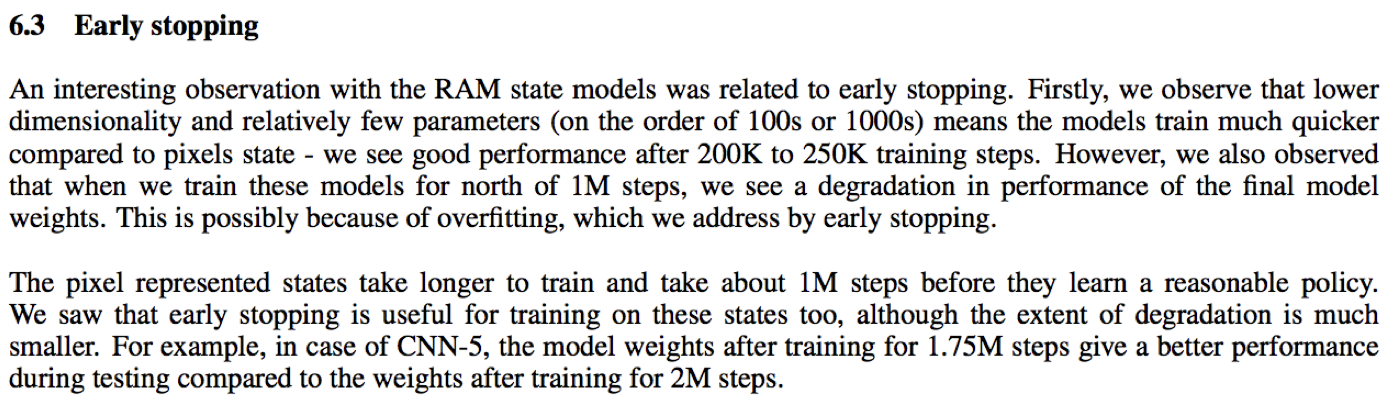 6.3 Early stopping
An interesting observation with the RAM state models was related to early stopping. Firstly, we observe that lower
dimensionality and relatively few parameters (on the order of 100s or 1000s) means the models train much quicker
compared to pixels state - we see good performance after 200K to 250K training steps. However, we also observed
that when we train these models for north of 1M steps, we see a degradation in performance of the final model
weights. This is possibly because of overfitting, which we address by early stopping.
The pixel represented states take longer to train and take about 1M steps before they learn a reasonable policy.
We saw that early stopping is useful for training on these states too, although the extent of degradation is much
smaller. For example, in case of CNN-5, the model weights after training for 1.75M steps give a better performance
during testing compared to the weights after training for 2M steps.